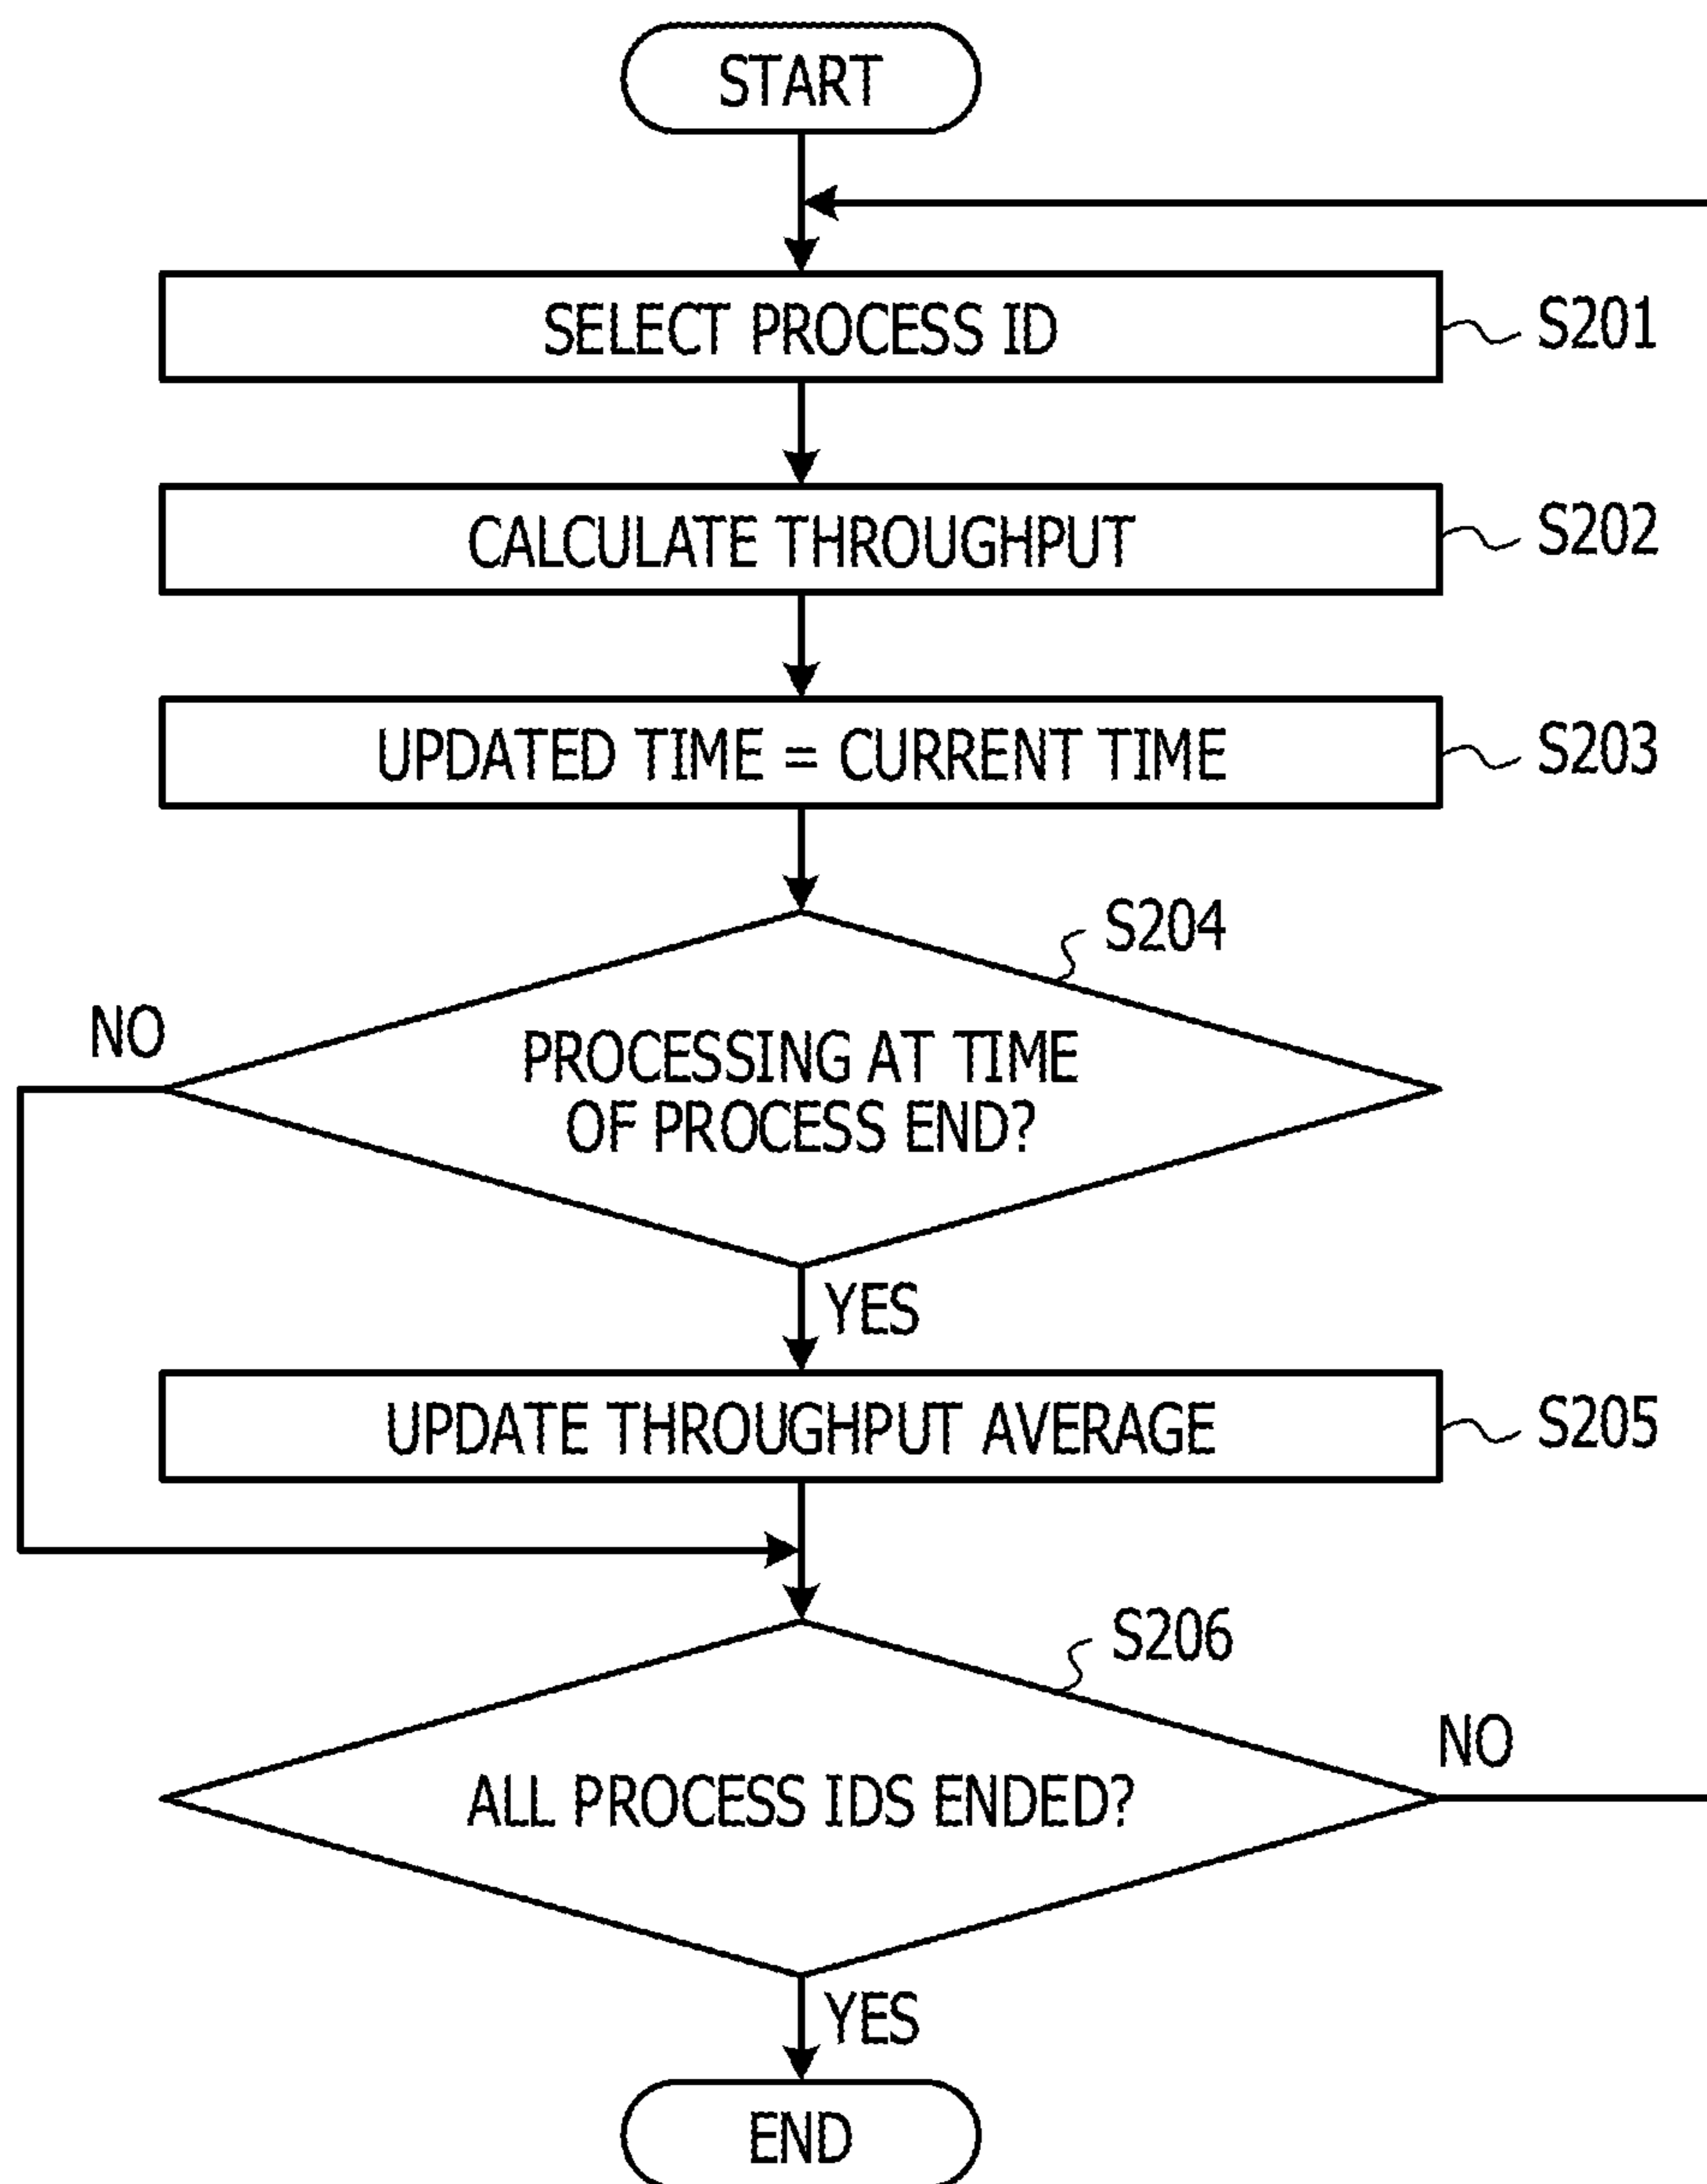 START
SELECT PROCESS ID
S201
CALCULATE THROUGHPUT
S202
UPDATED TIME = CURRENT TIME
S203
S204
NO
PROCESSING AT TIME
OF PROCESS END?
YES
UPDATE THROUGHPUT AVERAGE
S205
S206
NO
ALL PROCESS IDS ENDED?
YES
END